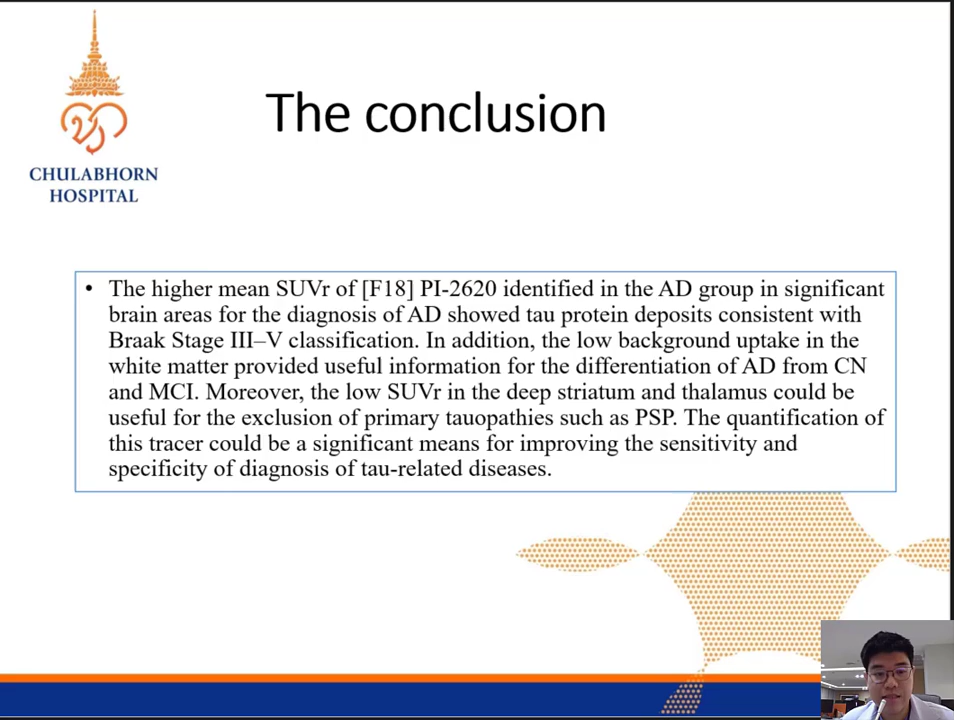 CHULABHORN
HOSPITAL
The conclusion
• The higher mean SUVr of [F18] PI-2620 identified in the AD group in significant
brain areas for the diagnosis of AD showed tau protein deposits consistent with
Braak Stage III–V classification. In addition, the low background uptake in the
white matter provided useful information for the differentiation of AD from CN
and MCI. Moreover, the low SUVr in the deep striatum and thalamus could be
useful for the exclusion of primary tauopathies such as PSP. The quantification of
this tracer could be a significant means for improving the sensitivity and
specificity of diagnosis of tau-related diseases.